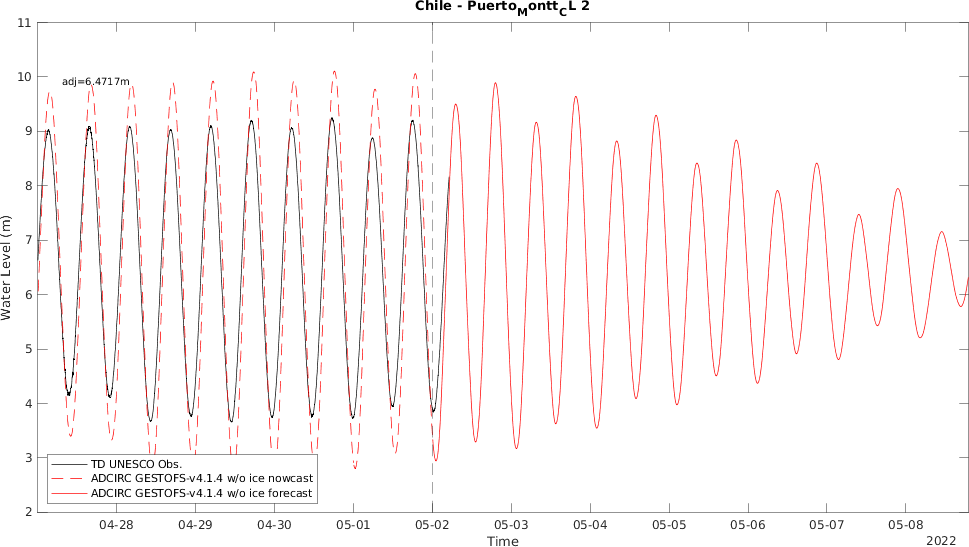 Chile - PuertoMonttCL 2
11
10
9
8
7
6
5
4
3
2
Water Level (m)
adj=6.4717m
TD UNESCO Obs.
ADCIRC GESTOFS-v4.1.4 w/o ice nowcast
ADCIRC GESTOFS-v4.1.4 w/o ice forecast
04-28 04-29 04-30 05-01 05-02 05-03 05-04 05-05 05-06 05-07 05-08
Time
2022